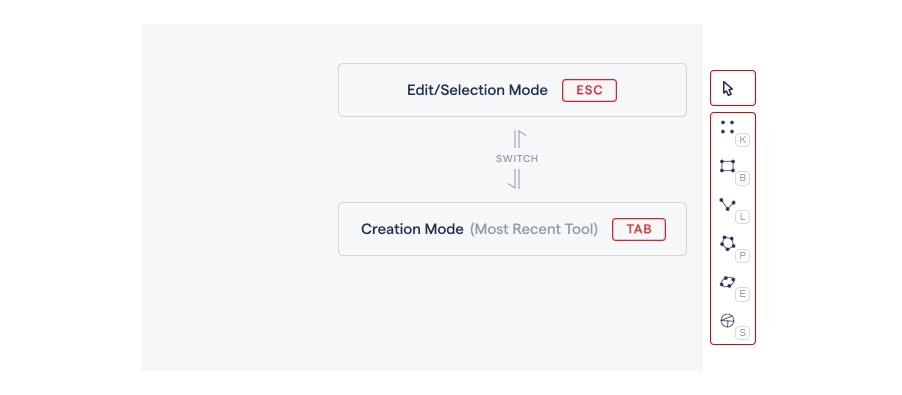 Edit/Selection Mode ESC
SWITCH
Creation Mode (Most Recent Tool) TAB
K
B
L
P
E
S